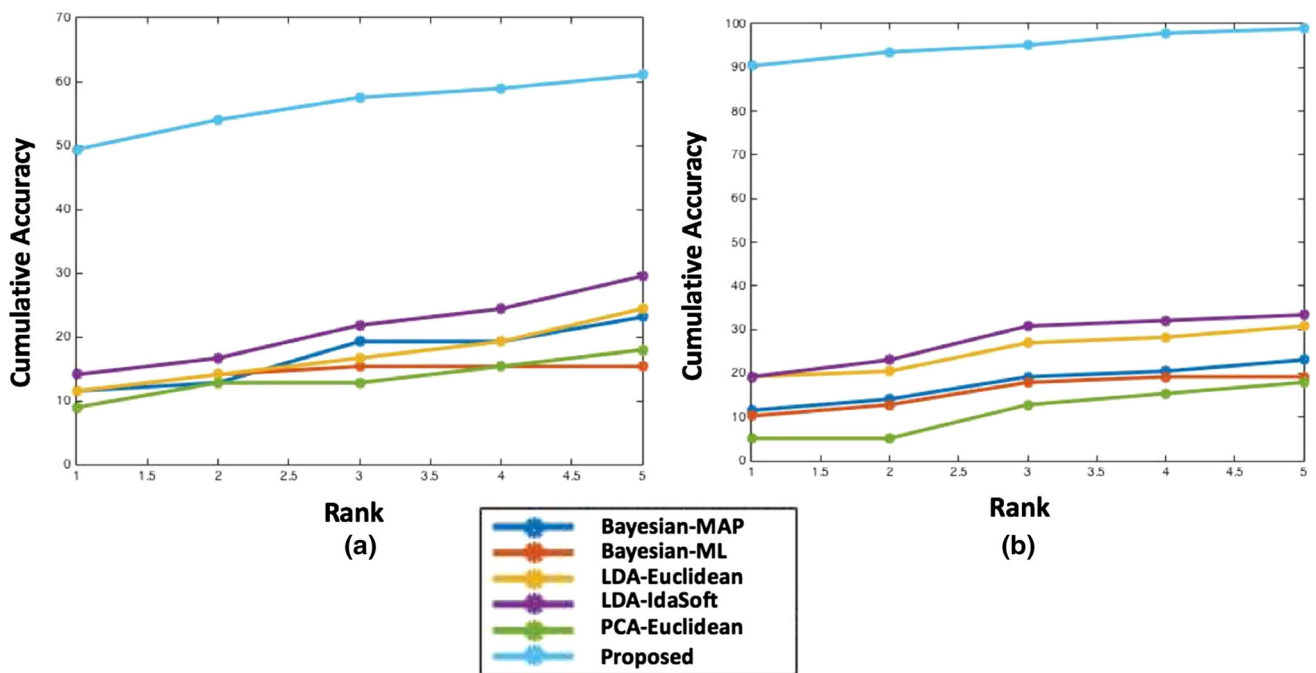 70
60
50
40
30
20
10
0
1 1.5 2 2.5 3 3.5 4 4.5 5
Cumulative Accuracy
Rank
(a)
100
90
80
70
60
50
40
30
20
10
0
1 1.5 2 2.5 3 3.5 4 4.5 5
Cumulative Accuracy
Rank
(b)
Bayesian-MAP
Bayesian-ML
LDA-Euclidean
LDA-IdaSoft
PCA-Euclidean
Proposed